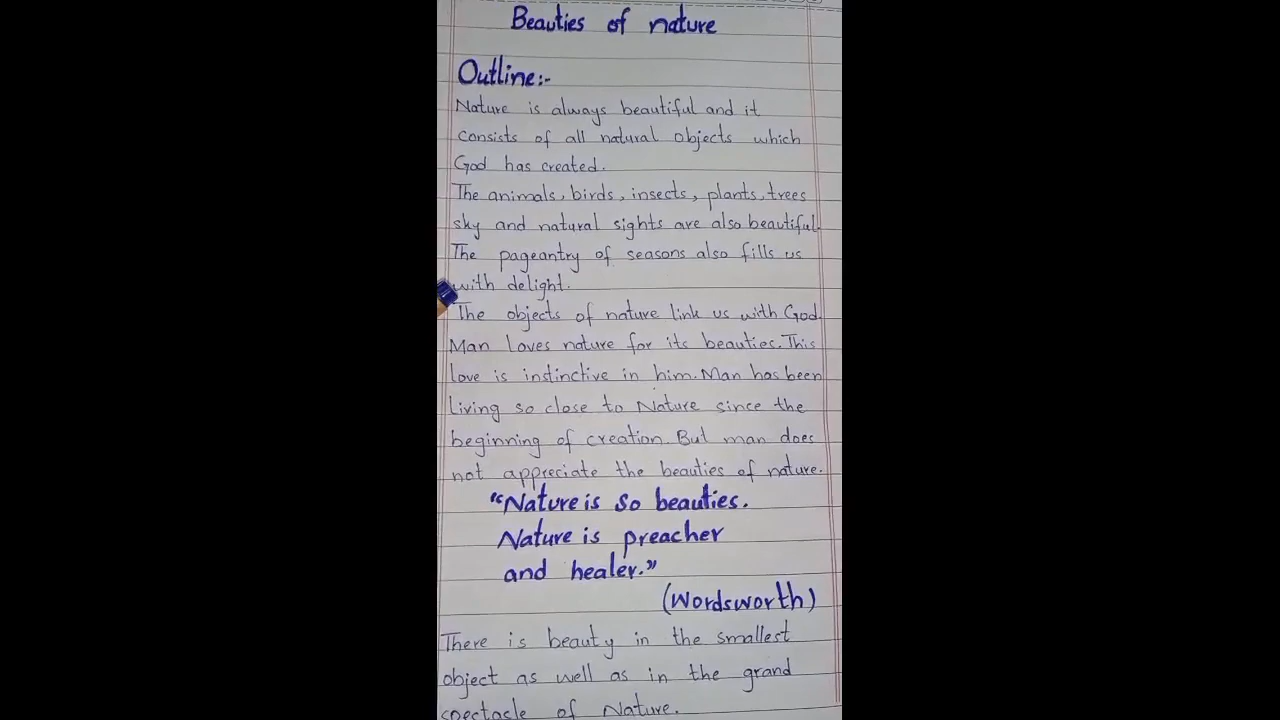 Beauties of nature
Outline:-
Nature is always beautiful and it
consists of all natural objects which
God has created.
The animals, birds, insects, plants, trees
sky and natural sights are also beautiful.
The pageantry of seasons also fills us
with delight.
The objects of nature link us with God.
Man loves nature for its beauties. This
love is instinctive in him. Man has been
living so close to Nature since the
beginning of creation. But man does
not appreciate the beauties of nature.
"Nature is so beauties.
Nature is preacher
and healer."
(Wordsworth)
There is beauty in the smallest
object as well as in the grand
spectacle of Nature.